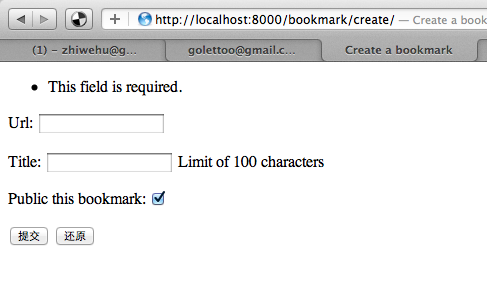 http://localhost:8000/bookmark/create/ — Create a book
(1) – zhiwehu@g...
golettoo@gmail.c...
Create a bookmark
• This field is required.
Url:
Title: Limit of 100 characters
Public this bookmark:
提交 还原